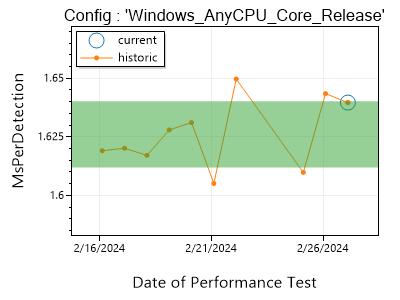 Config : 'Windows_AnyCPU_Core_Release'
current
historic
MsPerDetection
1.65
1.625
1.6
2/16/2024
2/21/2024
2/26/2024
Date of Performance Test